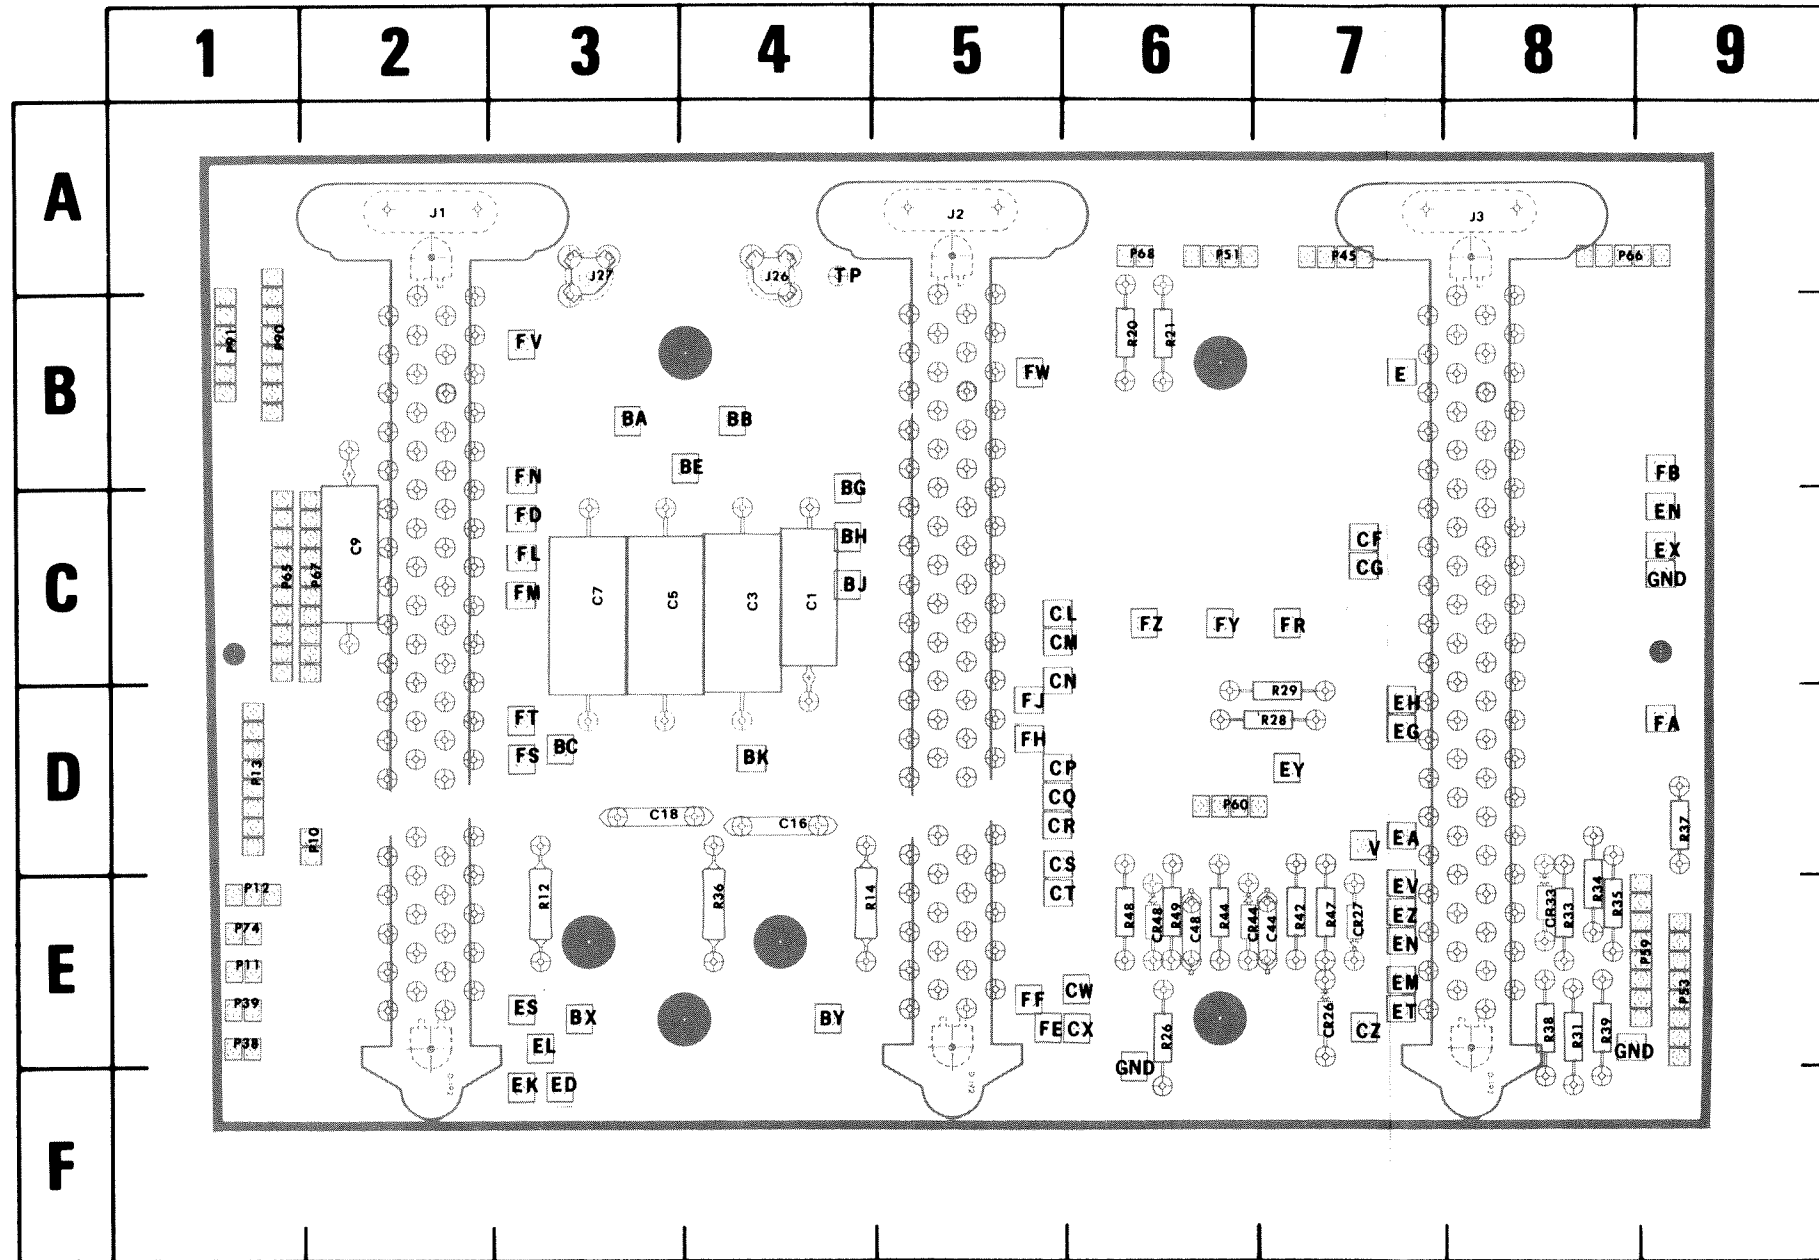 1 2 3 4 5 6 7 8 9
A
J1 J2 J3
P68 P51 P45 P66
J27 J26 TP
B
P91 P90 R20 R21
FV FW E
BA BB
BE FB
FN BG
C
FD BH CF EN
C9 FL CG EX
P65 P67 FM C7 C5 C3 C1 BJ GND
CL FZ FY FR
CM
CN R29
D
FJ EH
FT R28 EG FA
BC FH
FS BK CP EY
P13 CQ P60
C18 C16 CR R37
P10 V EA
CS
E
P12 R12 R36 R14 CT R48 CR48 R49 C48 R44 CR44 C44 R42 R47 CR27 EV CR33 R33 R34 R35
EZ
P74 EN P59
P11 EM
FF CW P53
P39 ES BX BY ET
FE CX R26 CR26 CZ R38 R31 R39
P38 EL GND
GND
EK ED
F